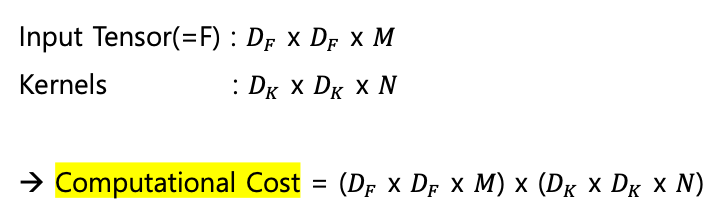 Input Tensor(=F) : D_F x D_F x M
Kernels : D_K x D_K x N
→ Computational Cost = (D_F x D_F x M) x (D_K x D_K x N)